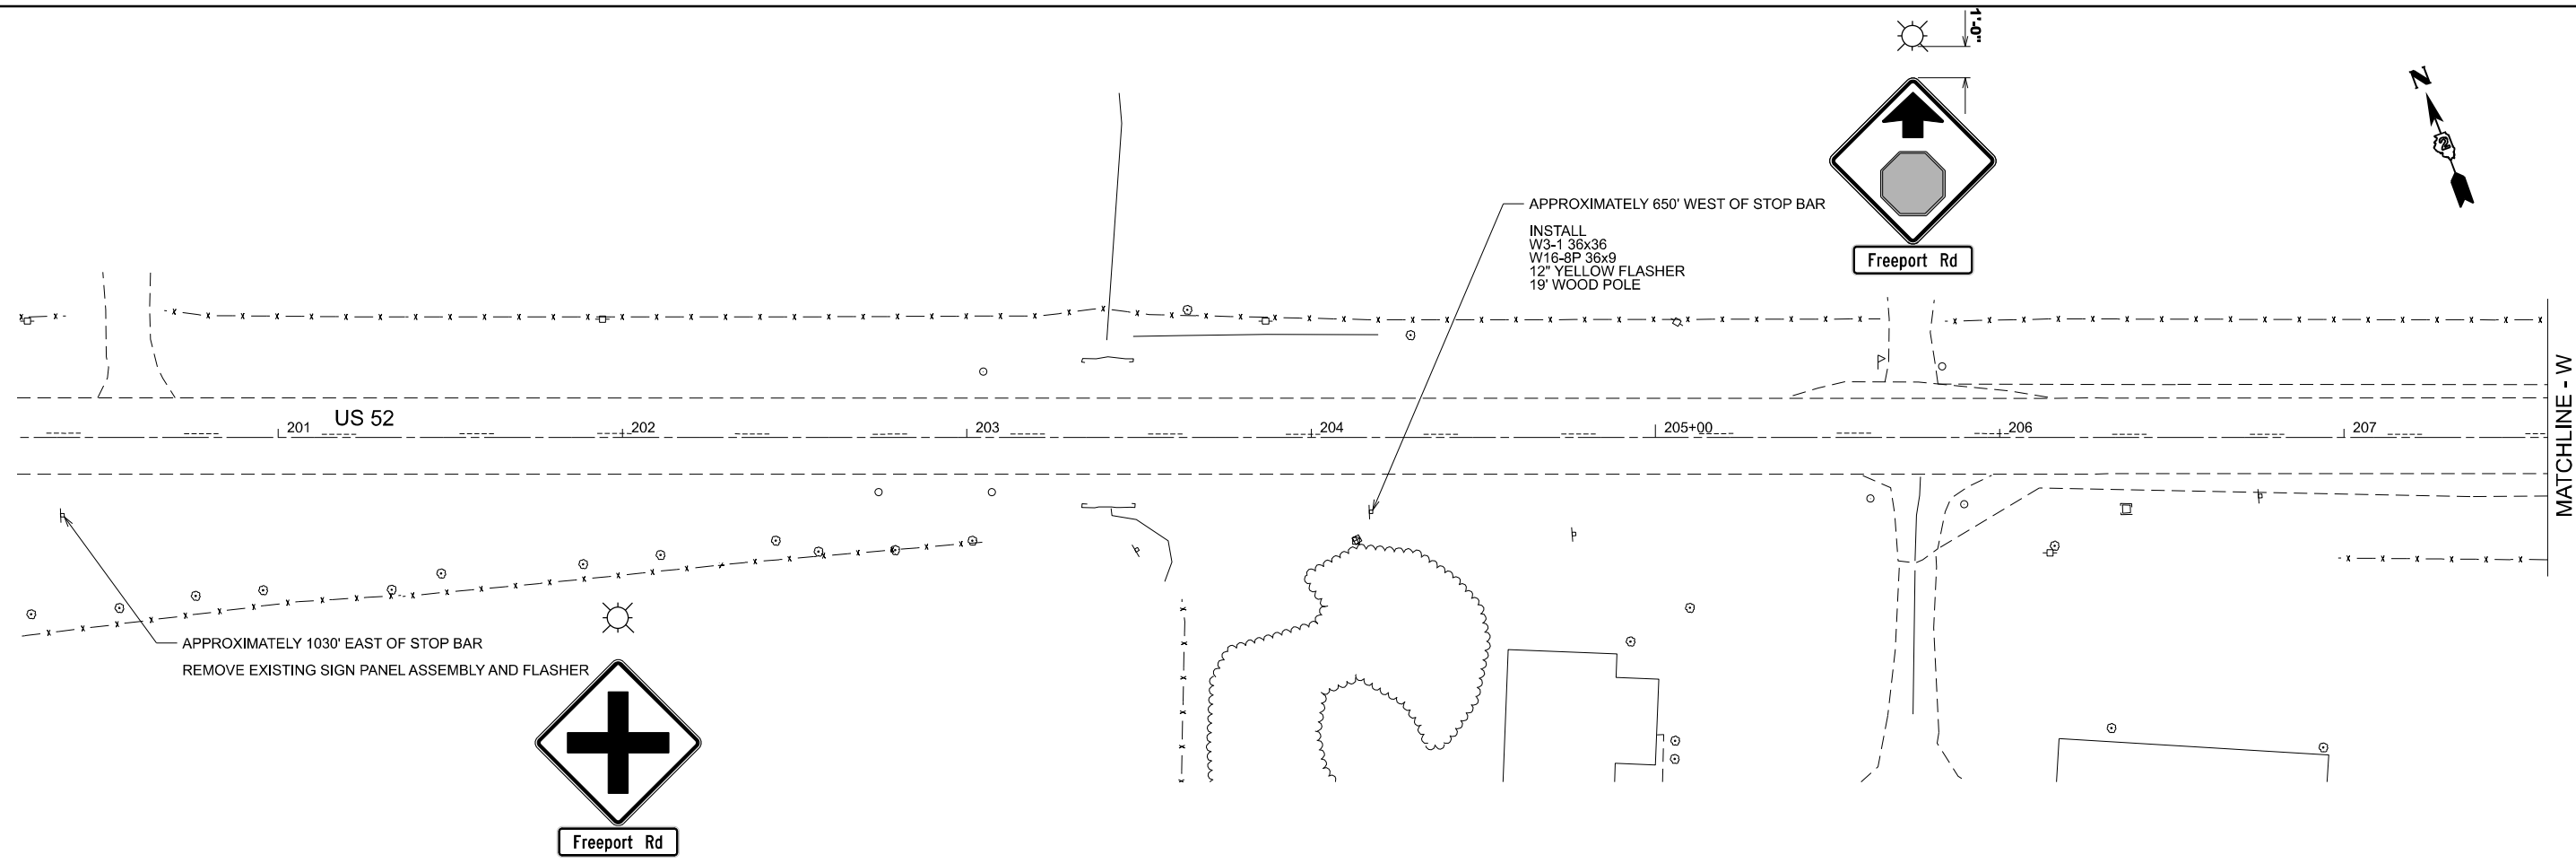 1'-0"
N
2
APPROXIMATELY 650' WEST OF STOP BAR
INSTALL
W3-1 36x36
W16-8P 36x9
12" YELLOW FLASHER
19' WOOD POLE
Freeport Rd
US 52
201
202
203
204
205+00
206
207
MATCHLINE - W
APPROXIMATELY 1030' EAST OF STOP BAR
REMOVE EXISTING SIGN PANEL ASSEMBLY AND FLASHER
Freeport Rd